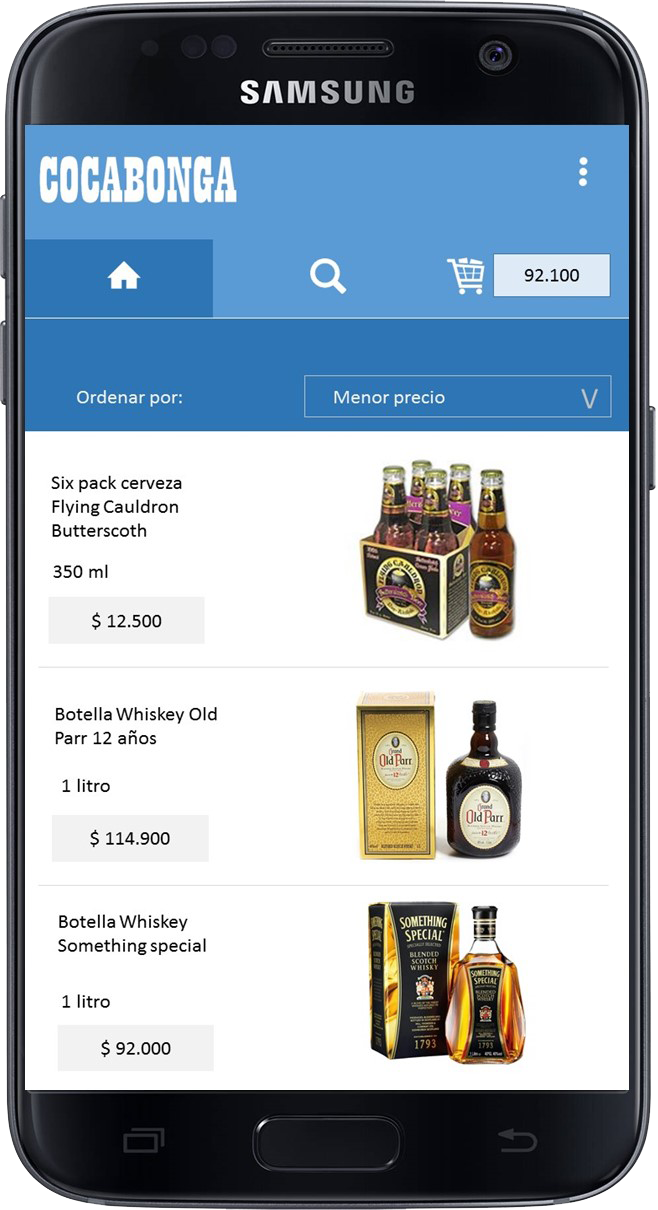 SAMSUNG
COCABONGA
92.100
Ordenar por:
Menor precio
V
Six pack cerveza
Flying Cauldron
Butterscoth
350 ml
$ 12.500
FLYING CAULDRON
Botella Whiskey Old
Parr 12 años
1 litro
$ 114.900
Grand
Old Parr
12
Grand
Old Parr
12
Botella Whiskey
Something special
1 litro
$ 92.000
SOMETHING
SPECIAL
BLENDED
SCOTCH
WHISKY
1793
SOMETHING
SPECIAL
1793